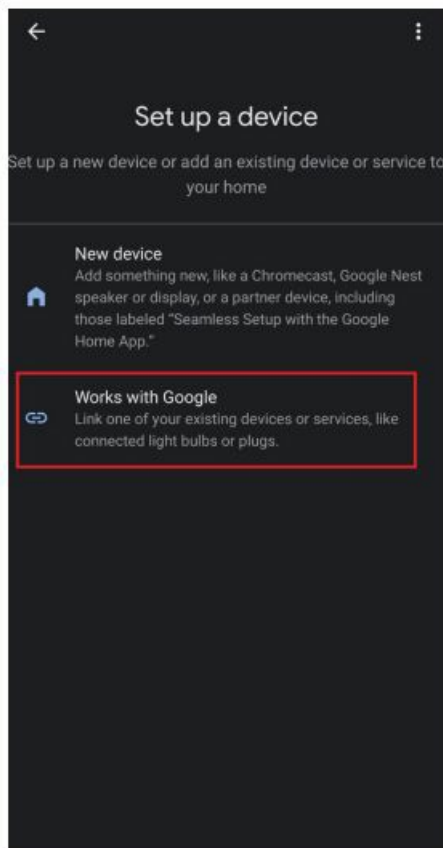 Set up a device
Set up a new device or add an existing device or service to
your home
New device
Add something new, like a Chromecast, Google Nest
speaker or display, or a partner device, including
those labeled “Seamless Setup with the Google
Home App.”
Works with Google
Link one of your existing devices or services, like
connected light bulbs or plugs.